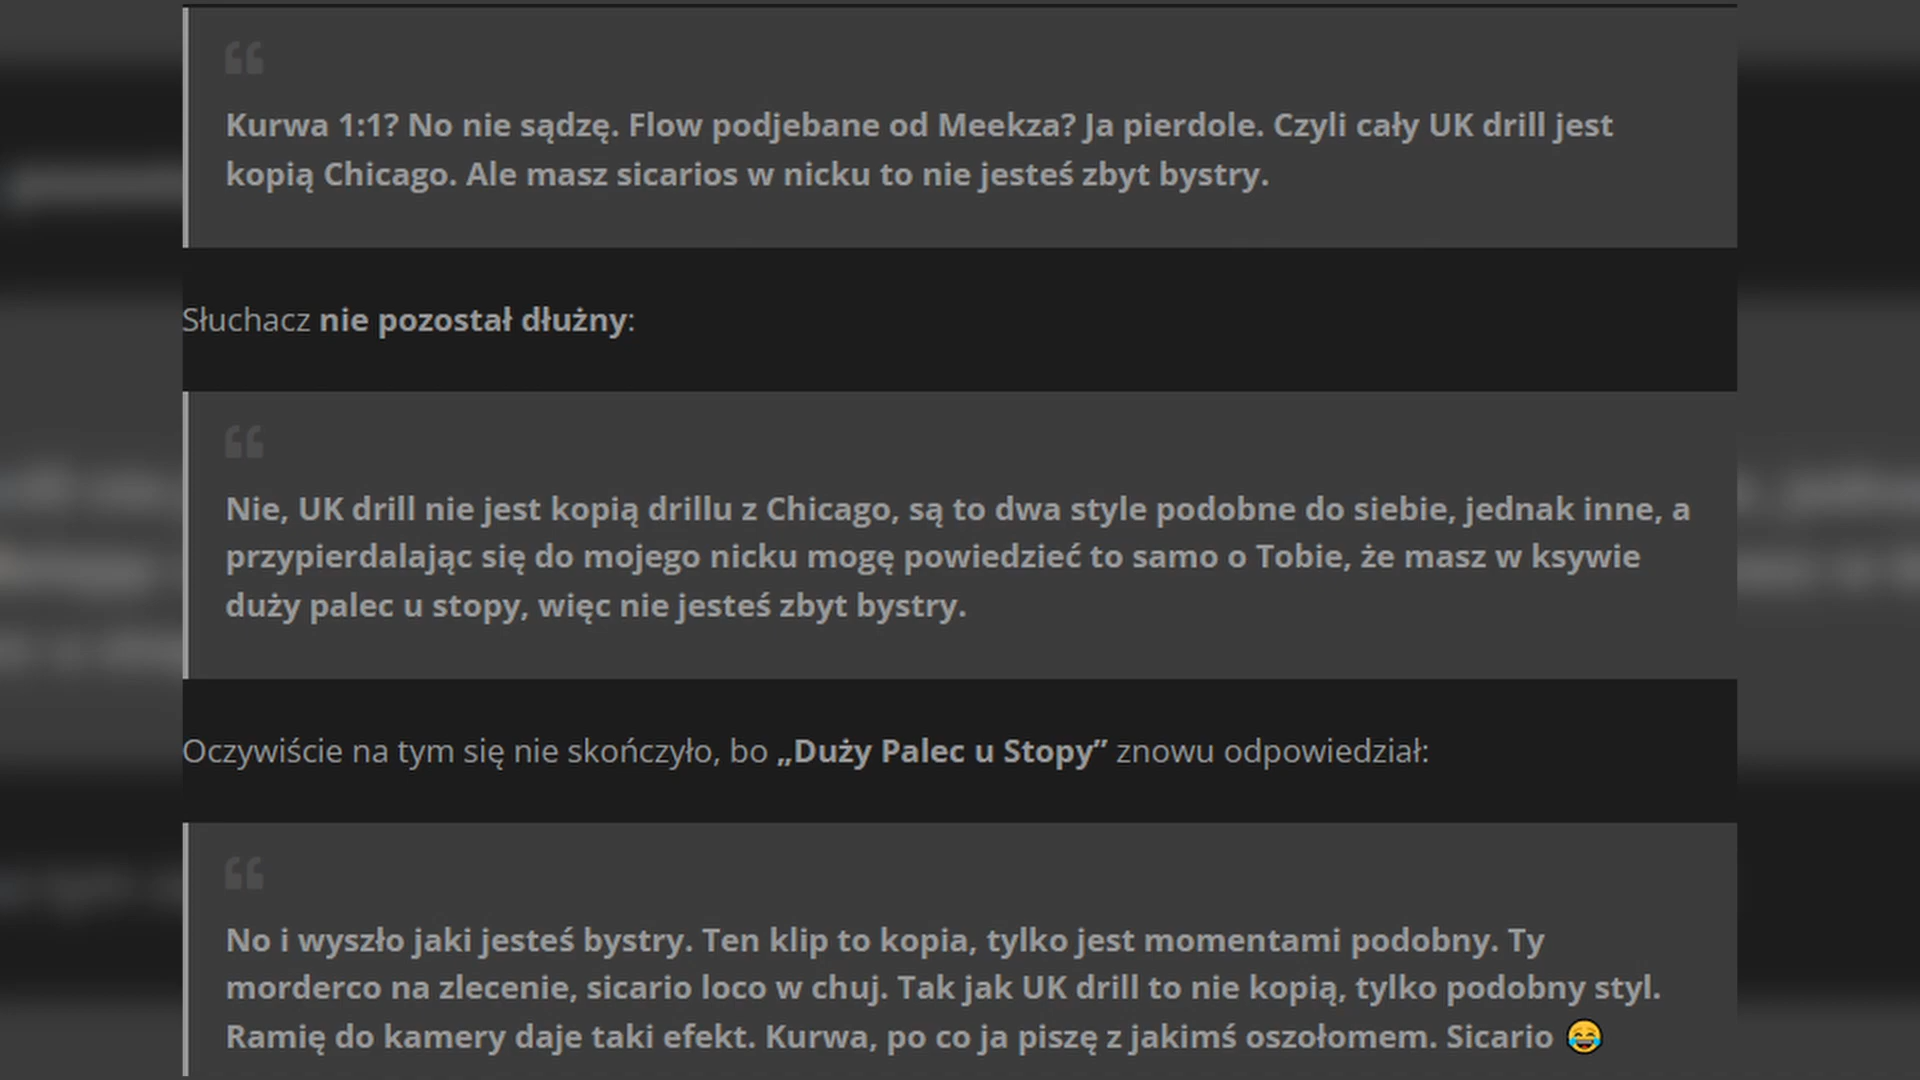 Kurwa 1:1? No nie sądzę. Flow podjebane od Meekza? Ja pierdole. Czyli cały UK drill jest
kopią Chicago. Ale masz sicarios w nicku to nie jesteś zbyt bystry.
Słuchacz nie pozostał dłużny:
Nie, UK drill nie jest kopią drillu z Chicago, są to dwa style podobne do siebie, jednak inne, a
przypierdalając się do mojego nicku mogę powiedzieć to samo o Tobie, że masz w ksywie
duży palec u stopy, więc nie jesteś zbyt bystry.
Oczywiście na tym się nie skończyło, bo „Duży Palec u Stopy” znowu odpowiedział:
No i wyszło jaki jesteś bystry. Ten klip to kopia, tylko jest momentami podobny. Ty
morderco na zlecenie, sicario loco w chuj. Tak jak UK drill to nie kopią, tylko podobny styl.
Ramię do kamery daje taki efekt. Kurwa, po co ja piszę z jakimś oszołomem. Sicario 😂